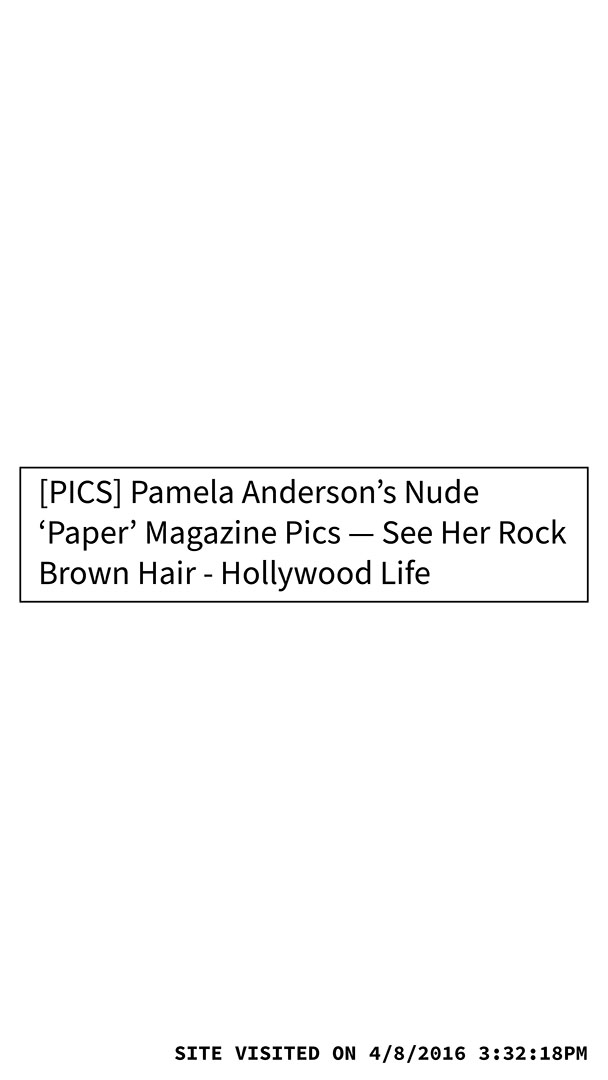 [PICS] Pamela Anderson’s Nude
‘Paper’ Magazine Pics — See Her Rock
Brown Hair - Hollywood Life
SITE VISITED ON 4/8/2016 3:32:18PM